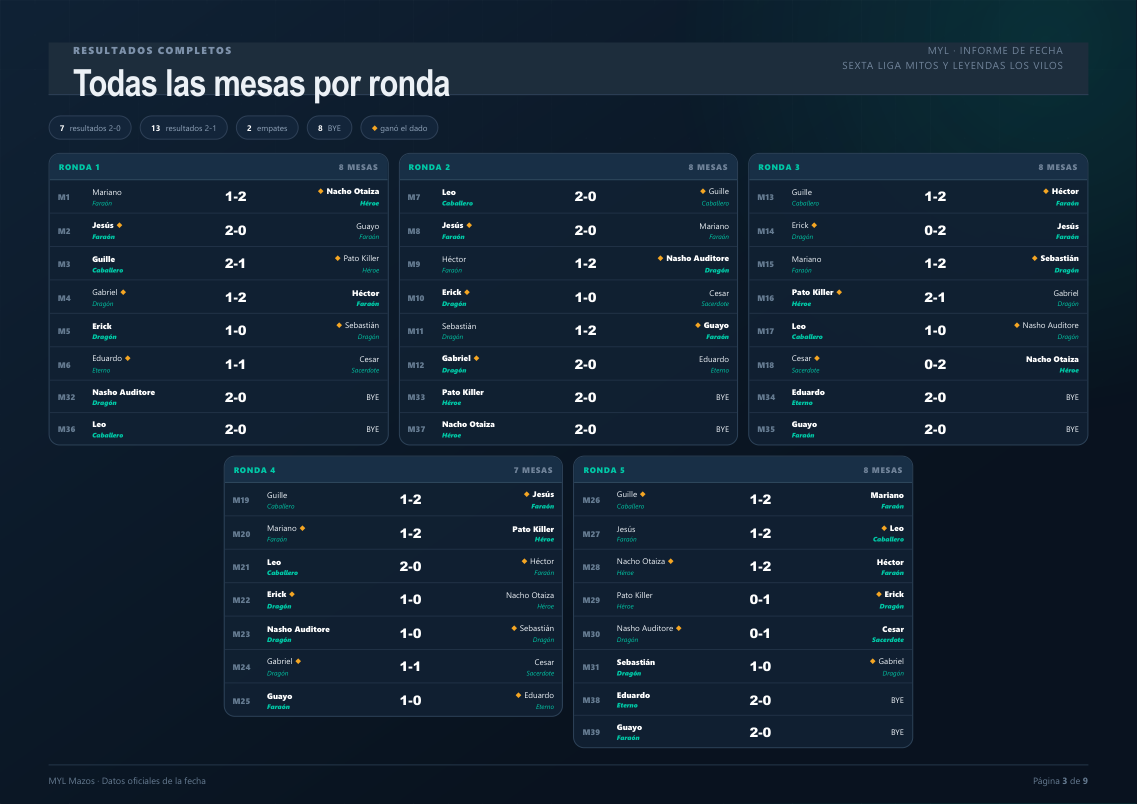 RESULTADOS COMPLETOS
MYL · INFORME DE FECHA
Todas las mesas por ronda
SEXTA LIGA MITOS Y LEYENDAS LOS VILOS
7 resultados 2-0
13 resultados 2-1
2 empates
8 BYE
◆ ganó el dado
RONDA 1 8 MESAS
M1 Mariano 1-2 ◆ Nacho Otaiza
Faraón Héroe
M2 Jesús ◆ 2-0 Guayo
Faraón Faraón
M3 Guille 2-1 ◆ Pato Killer
Caballero Héroe
M4 Gabriel ◆ 1-2 Héctor
Dragón Faraón
M5 Erick 1-0 ◆ Sebastián
Dragón Dragón
M6 Eduardo ◆ 1-1 Cesar
Eterno Sacerdote
M32 Nasho Auditore 2-0 BYE
Dragón
M36 Leo 2-0 BYE
Caballero
RONDA 2 8 MESAS
M7 Leo 2-0 ◆ Guille
Caballero Caballero
M8 Jesús ◆ 2-0 Mariano
Faraón Faraón
M9 Héctor 1-2 ◆ Nasho Auditore
Faraón Dragón
M10 Erick ◆ 1-0 Cesar
Dragón Sacerdote
M11 Sebastián 1-2 ◆ Guayo
Dragón Faraón
M12 Gabriel ◆ 2-0 Eduardo
Dragón Eterno
M33 Pato Killer 2-0 BYE
Héroe
M37 Nacho Otaiza 2-0 BYE
Héroe
RONDA 3 8 MESAS
M13 Guille 1-2 ◆ Héctor
Caballero Faraón
M14 Erick ◆ 0-2 Jesús
Dragón Faraón
M15 Mariano 1-2 ◆ Sebastián
Faraón Dragón
M16 Pato Killer ◆ 2-1 Gabriel
Héroe Dragón
M17 Leo 1-0 ◆ Nasho Auditore
Caballero Dragón
M18 Cesar ◆ 0-2 Nacho Otaiza
Sacerdote Héroe
M34 Eduardo 2-0 BYE
Eterno
M35 Guayo 2-0 BYE
Faraón
RONDA 4 7 MESAS
M19 Guille 1-2 ◆ Jesús
Caballero Faraón
M20 Mariano ◆ 1-2 Pato Killer
Faraón Héroe
M21 Leo 2-0 ◆ Héctor
Caballero Faraón
M22 Erick ◆ 1-0 Nacho Otaiza
Dragón Héroe
M23 Nasho Auditore 1-0 ◆ Sebastián
Dragón Dragón
M24 Gabriel ◆ 1-1 Cesar
Dragón Sacerdote
M25 Guayo 1-0 ◆ Eduardo
Faraón Eterno
RONDA 5 8 MESAS
M26 Guille ◆ 1-2 Mariano
Caballero Faraón
M27 Jesús 1-2 ◆ Leo
Faraón Caballero
M28 Nacho Otaiza ◆ 1-2 Héctor
Héroe Faraón
M29 Pato Killer 0-1 ◆ Erick
Héroe Dragón
M30 Nasho Auditore ◆ 0-1 Cesar
Dragón Sacerdote
M31 Sebastián 1-0 ◆ Gabriel
Dragón Dragón
M38 Eduardo 2-0 BYE
Eterno
M39 Guayo 2-0 BYE
Faraón
MYL Mazos · Datos oficiales de la fecha
Página 3 de 9